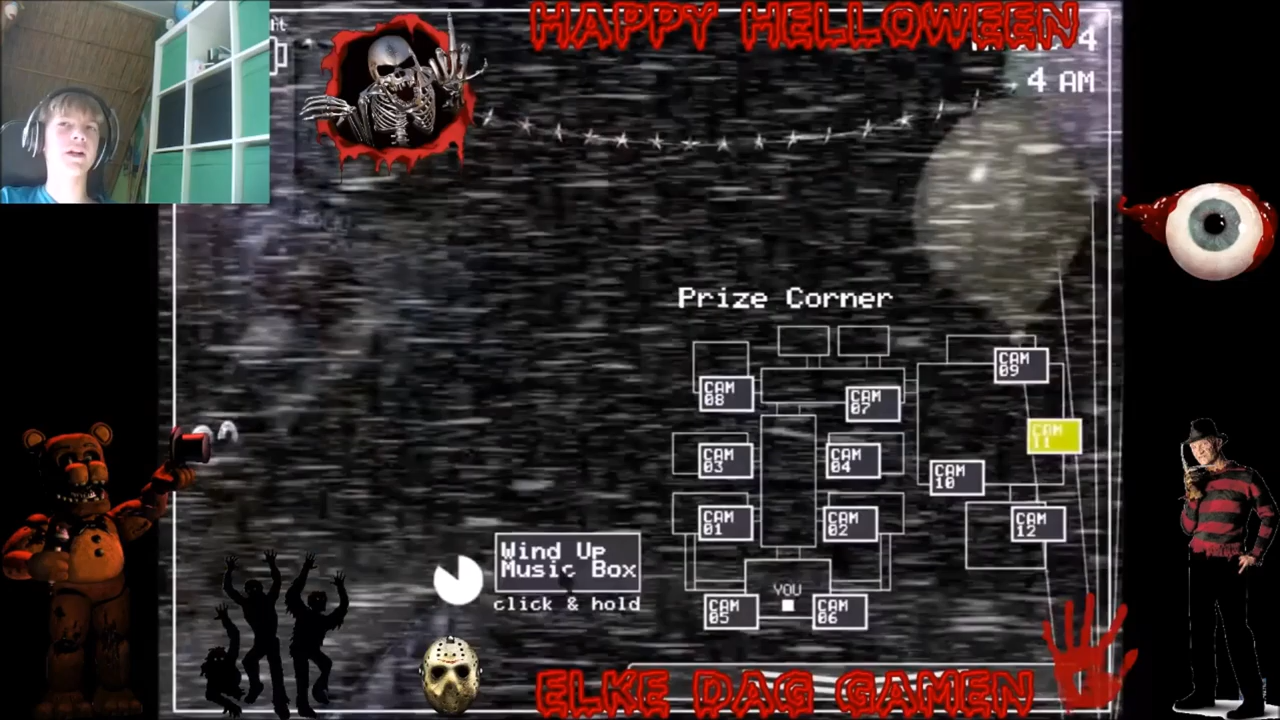 HAPPY HELLOWEEN
4
4 AM
Prize Corner
CAM 09
CAM 08
CAM 07
CAM 11
CAM 03
CAM 04
CAM 10
CAM 01
CAM 02
CAM 12
Wind Up
Music Box
click & hold
YOU
CAM 05
CAM 06
ELKE DAG GAMEN